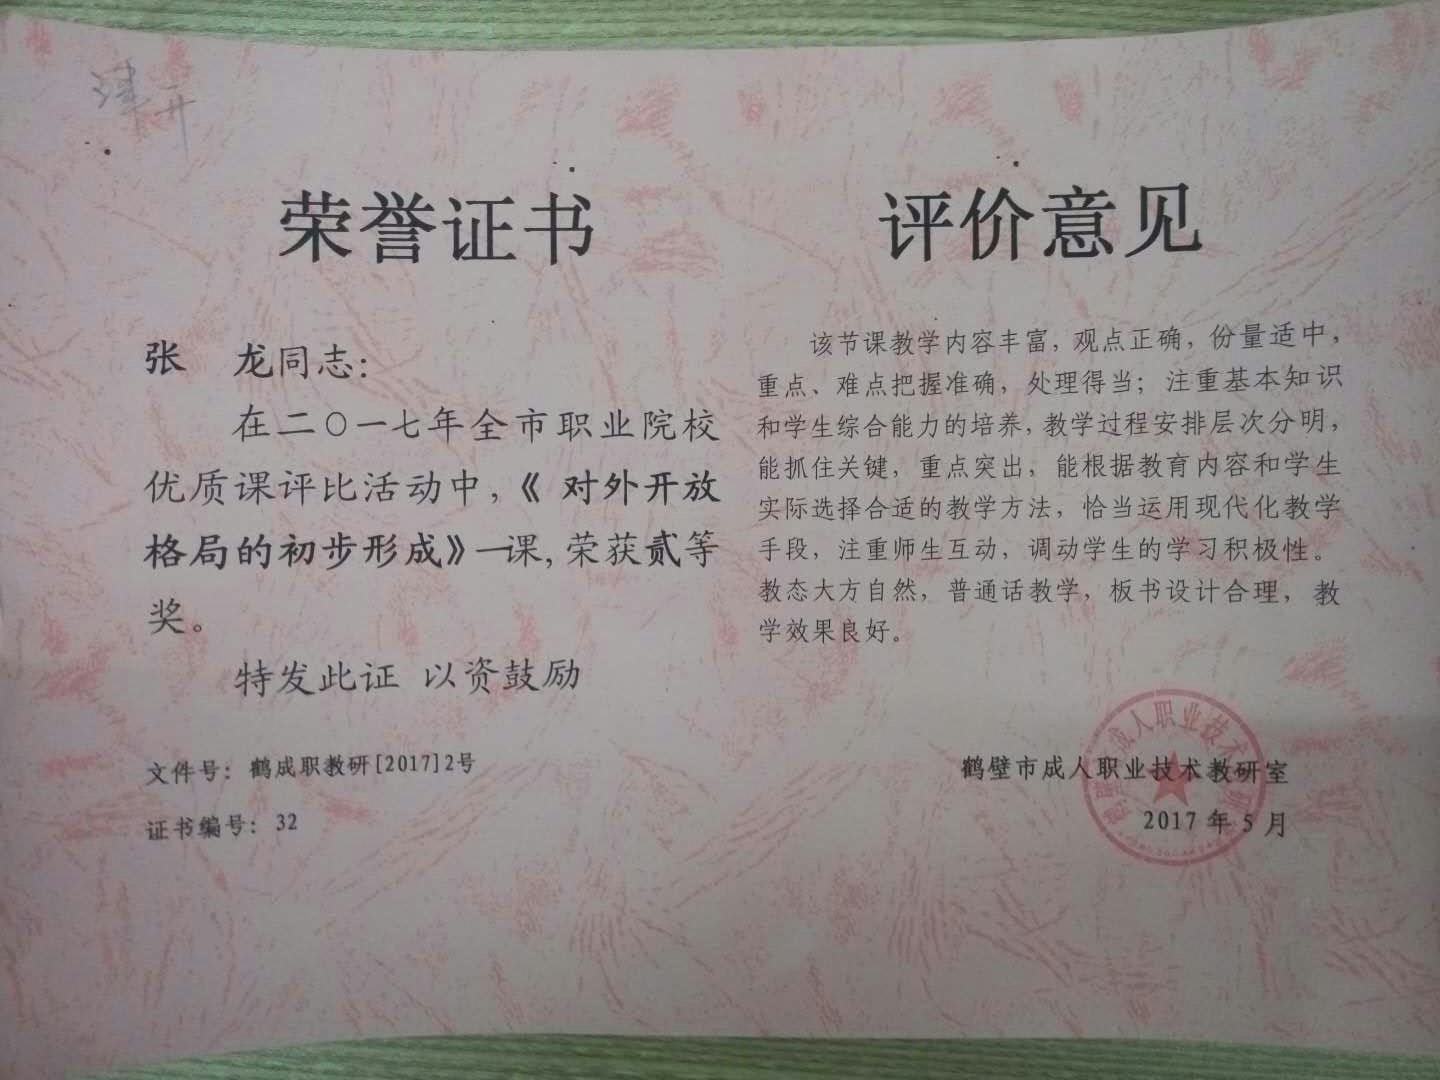 荣誉证书
张　龙同志：
在二〇一七年全市职业院校
优质课评比活动中，《 对外开放
格局的初步形成》一课，荣获贰等
奖。
特发此证 以资鼓励
文件号：鹤成职教研[2017]2号
证书编号：32
评价意见
该节课教学内容丰富，观点正确，份量适中，
重点、难点把握准确，处理得当；注重基本知识
和学生综合能力的培养，教学过程安排层次分明，
能抓住关键，重点突出，能根据教育内容和学生
实际选择合适的教学方法，恰当运用现代化教学
手段，注重师生互动，调动学生的学习积极性。
教态大方自然，普通话教学，板书设计合理，教
学效果良好。
鹤壁市成人职业技术教研室
2017 年 5 月